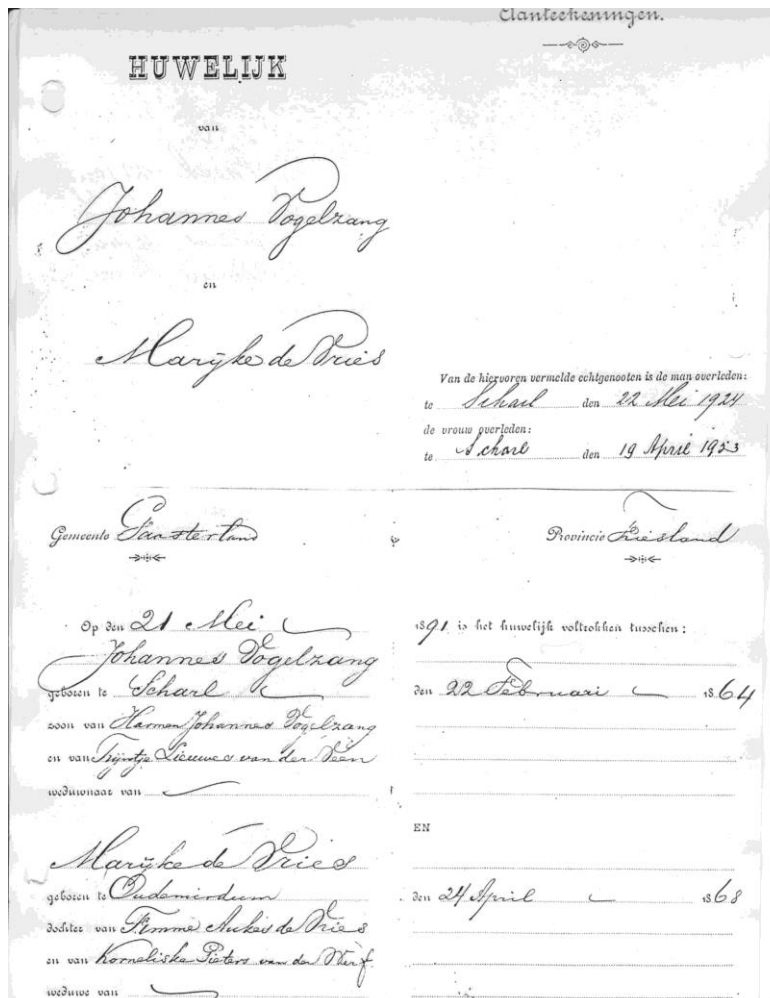 Aanteekeningen.
HUWELIJK
van
Johannes Vogelzang
en
Marijke de Vries
Van de hiervoren vermelde echtgenooten is de man overleden:
te Scharl den 22 Mei 1924
de vrouw overleden:
te Scharl den 19 April 1953
Gemeente Gaasterland Provincie Friesland
Op den 21 Mei 1891 is het huwelijk voltrokken tusschen:
Johannes Vogelzang
geboren te Scharl den 22 Februari 1864
zoon van Harmen Johannes Vogelzang
en van Trijntje Lieuwes van der Veen
weduwnaar van
EN
Marijke de Vries
geboren te Oudemirdum den 24 April 1868
dochter van Fimme Aukes de Vries
en van Korneliske Pieters van der Werf
weduwe van